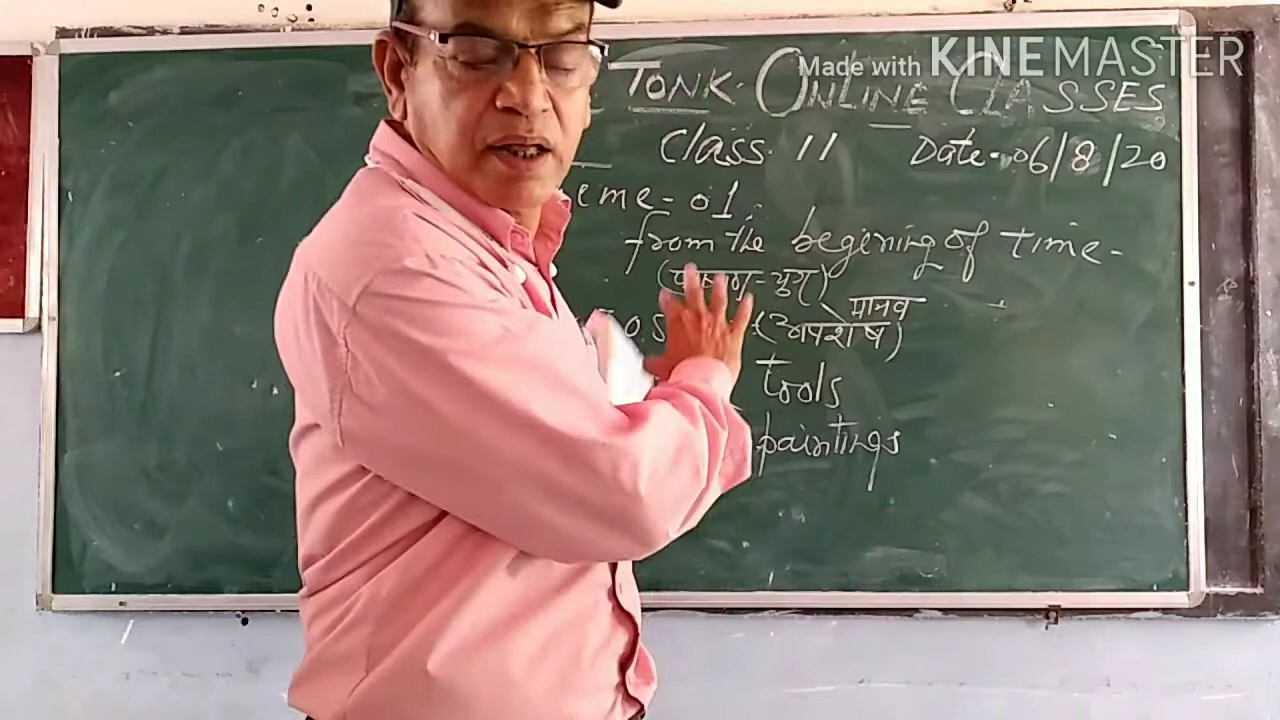 Made with KINEMASTER
TONK. ONLINE CLASSES
Class 11 Date- 06/8/20
eme-01.
from the begening of time-
(पाषाण-युग)
मानव
(अपशेष)
tools
paintings